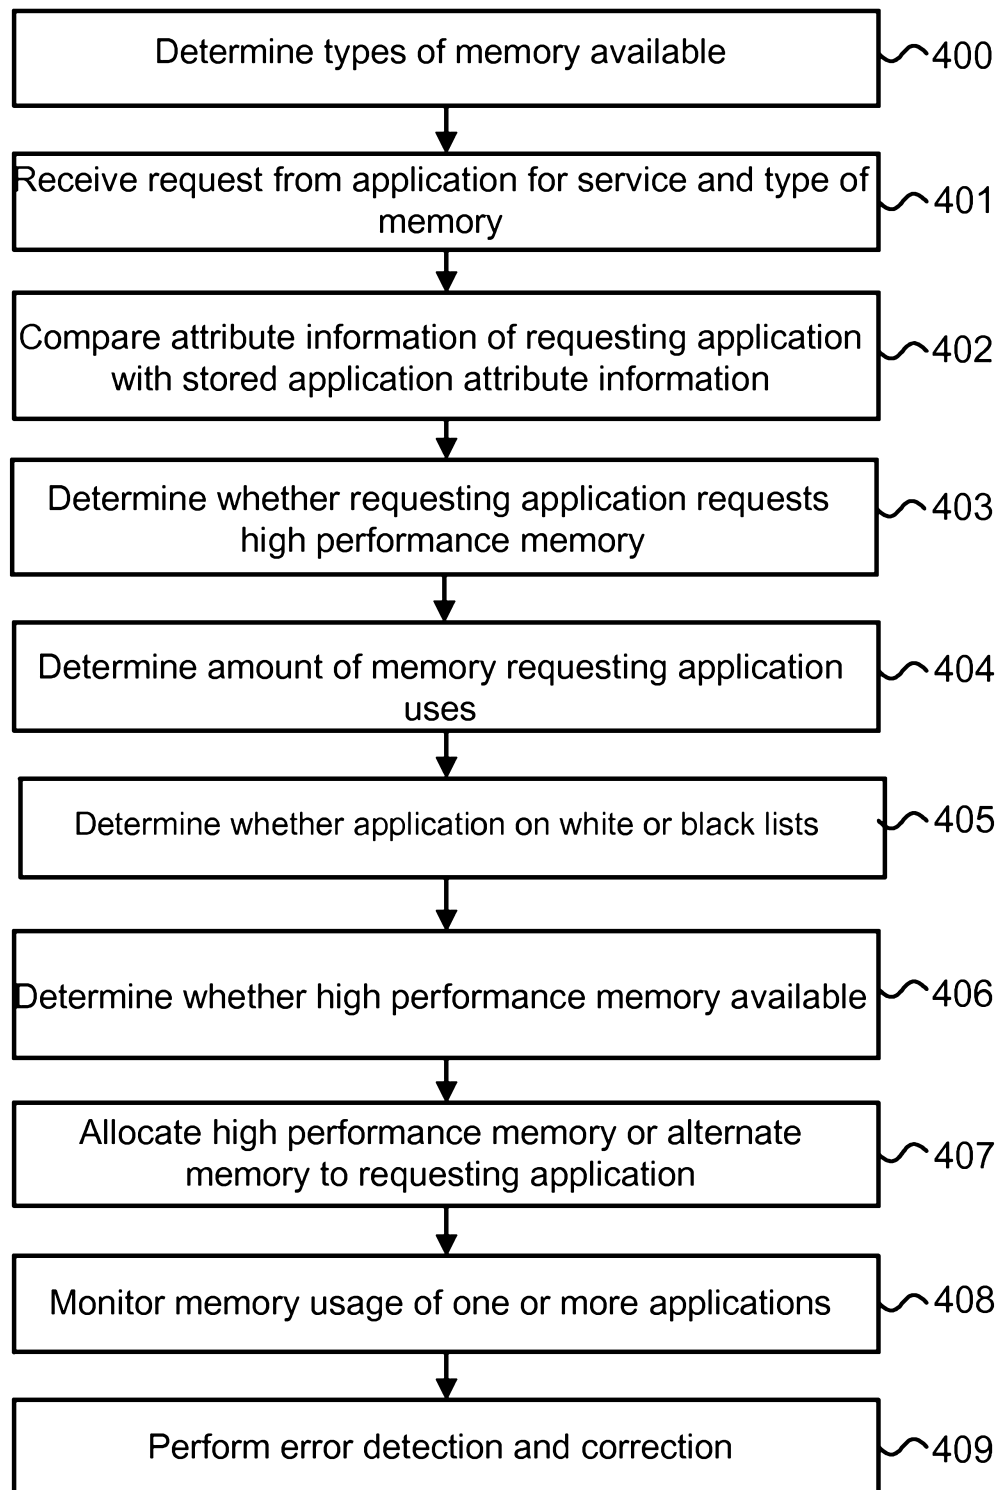 Determine types of memory available
400
Receive request from application for service and type of
memory
401
Compare attribute information of requesting application
with stored application attribute information
402
Determine whether requesting application requests
high performance memory
403
Determine amount of memory requesting application
uses
404
Determine whether application on white or black lists
405
Determine whether high performance memory available
406
Allocate high performance memory or alternate
memory to requesting application
407
Monitor memory usage of one or more applications
408
Perform error detection and correction
409